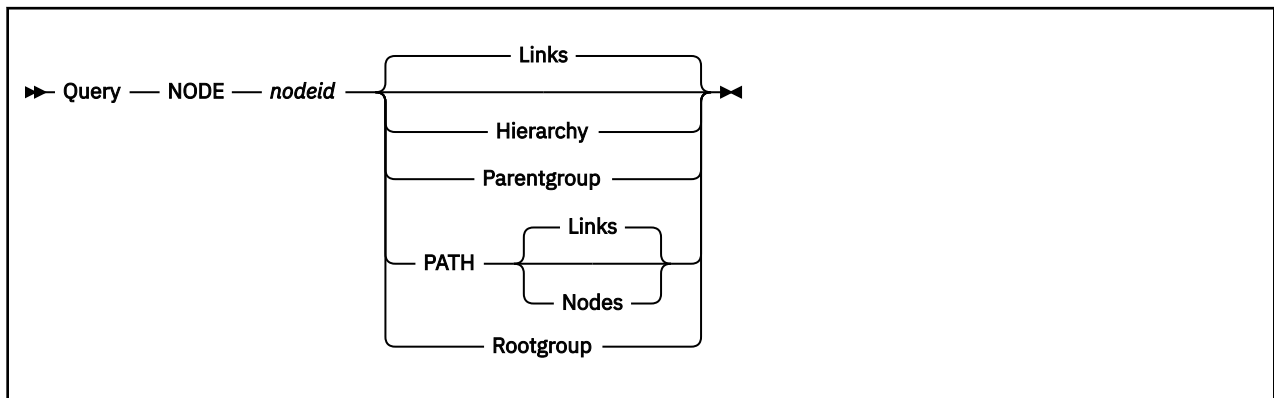 Links
Query NODE nodeid
Hierarchy
Parentgroup
Links
PATH
Nodes
Rootgroup